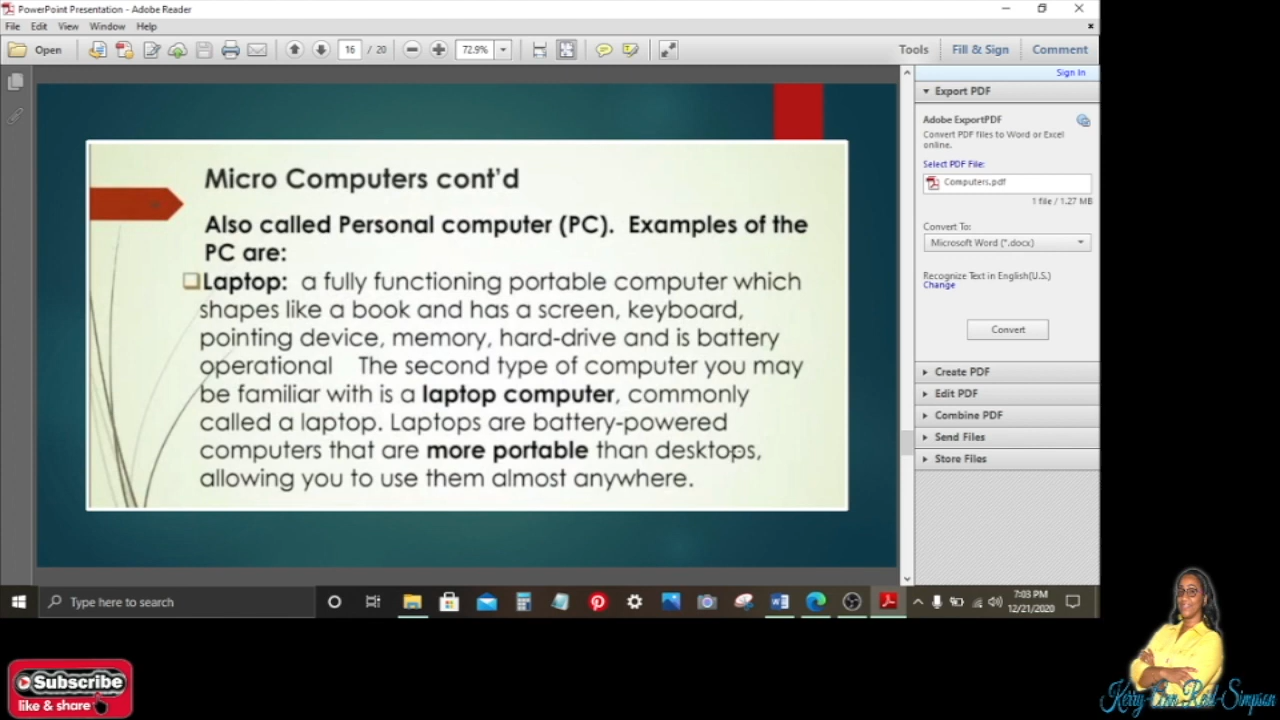 PowerPoint Presentation - Adobe Reader
File Edit View Window Help
Open 16 / 20 72.9% Tools Fill & Sign Comment
Sign In
Export PDF
Adobe ExportPDF
Convert PDF files to Word or Excel
online.
Select PDF File:
Computers.pdf
1 file / 1.27 MB
Convert To:
Microsoft Word (*.docx)
Recognize Text in English(U.S.)
Change
Convert
Create PDF
Edit PDF
Combine PDF
Send Files
Store Files
Micro Computers cont'd
Also called Personal computer (PC). Examples of the
PC are:
Laptop: a fully functioning portable computer which
shapes like a book and has a screen, keyboard,
pointing device, memory, hard-drive and is battery
operational The second type of computer you may
be familiar with is a laptop computer, commonly
called a laptop. Laptops are battery-powered
computers that are more portable than desktops,
allowing you to use them almost anywhere.
Type here to search
7:03 PM
12/21/2020
Subscribe
like & share
Kerry-Ann Reid-Simpson